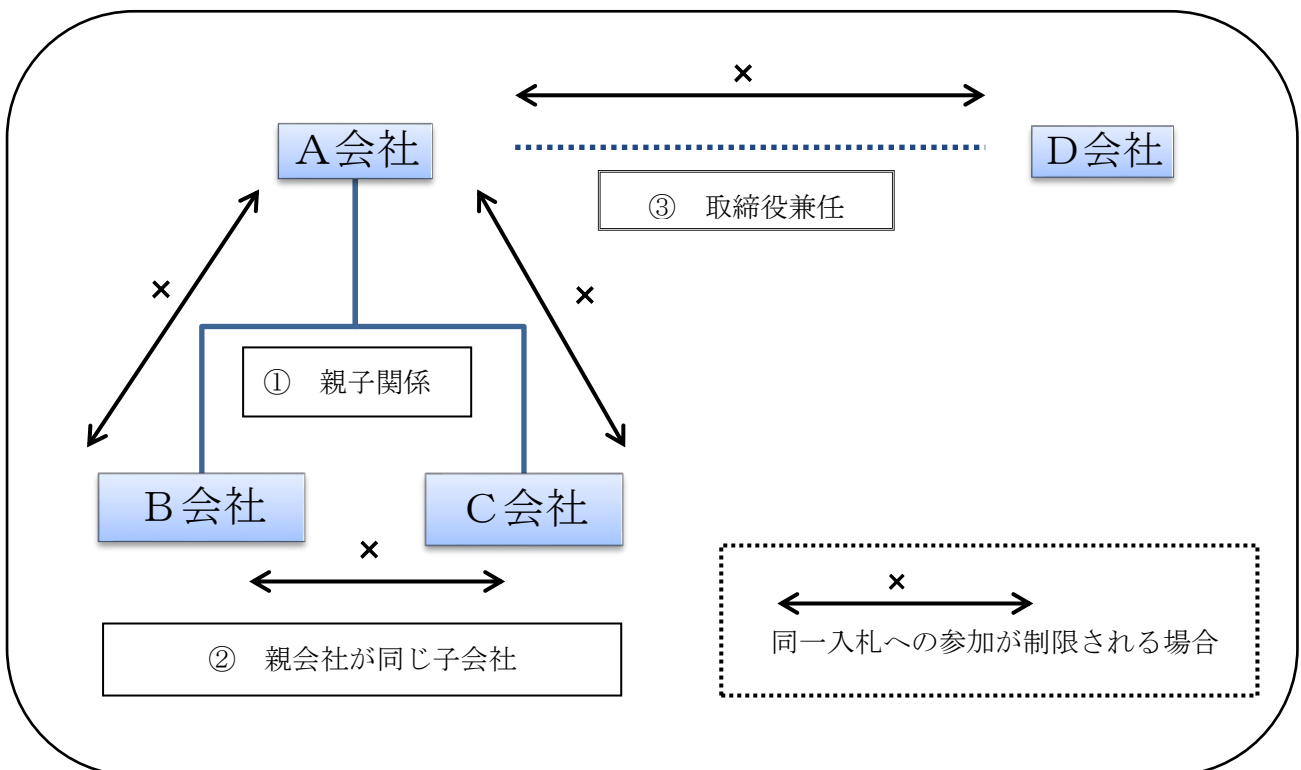 ×
A会社
D会社
③　取締役兼任
×
×
①　親子関係
B会社
C会社
×
②　親会社が同じ子会社
×
同一入札への参加が制限される場合